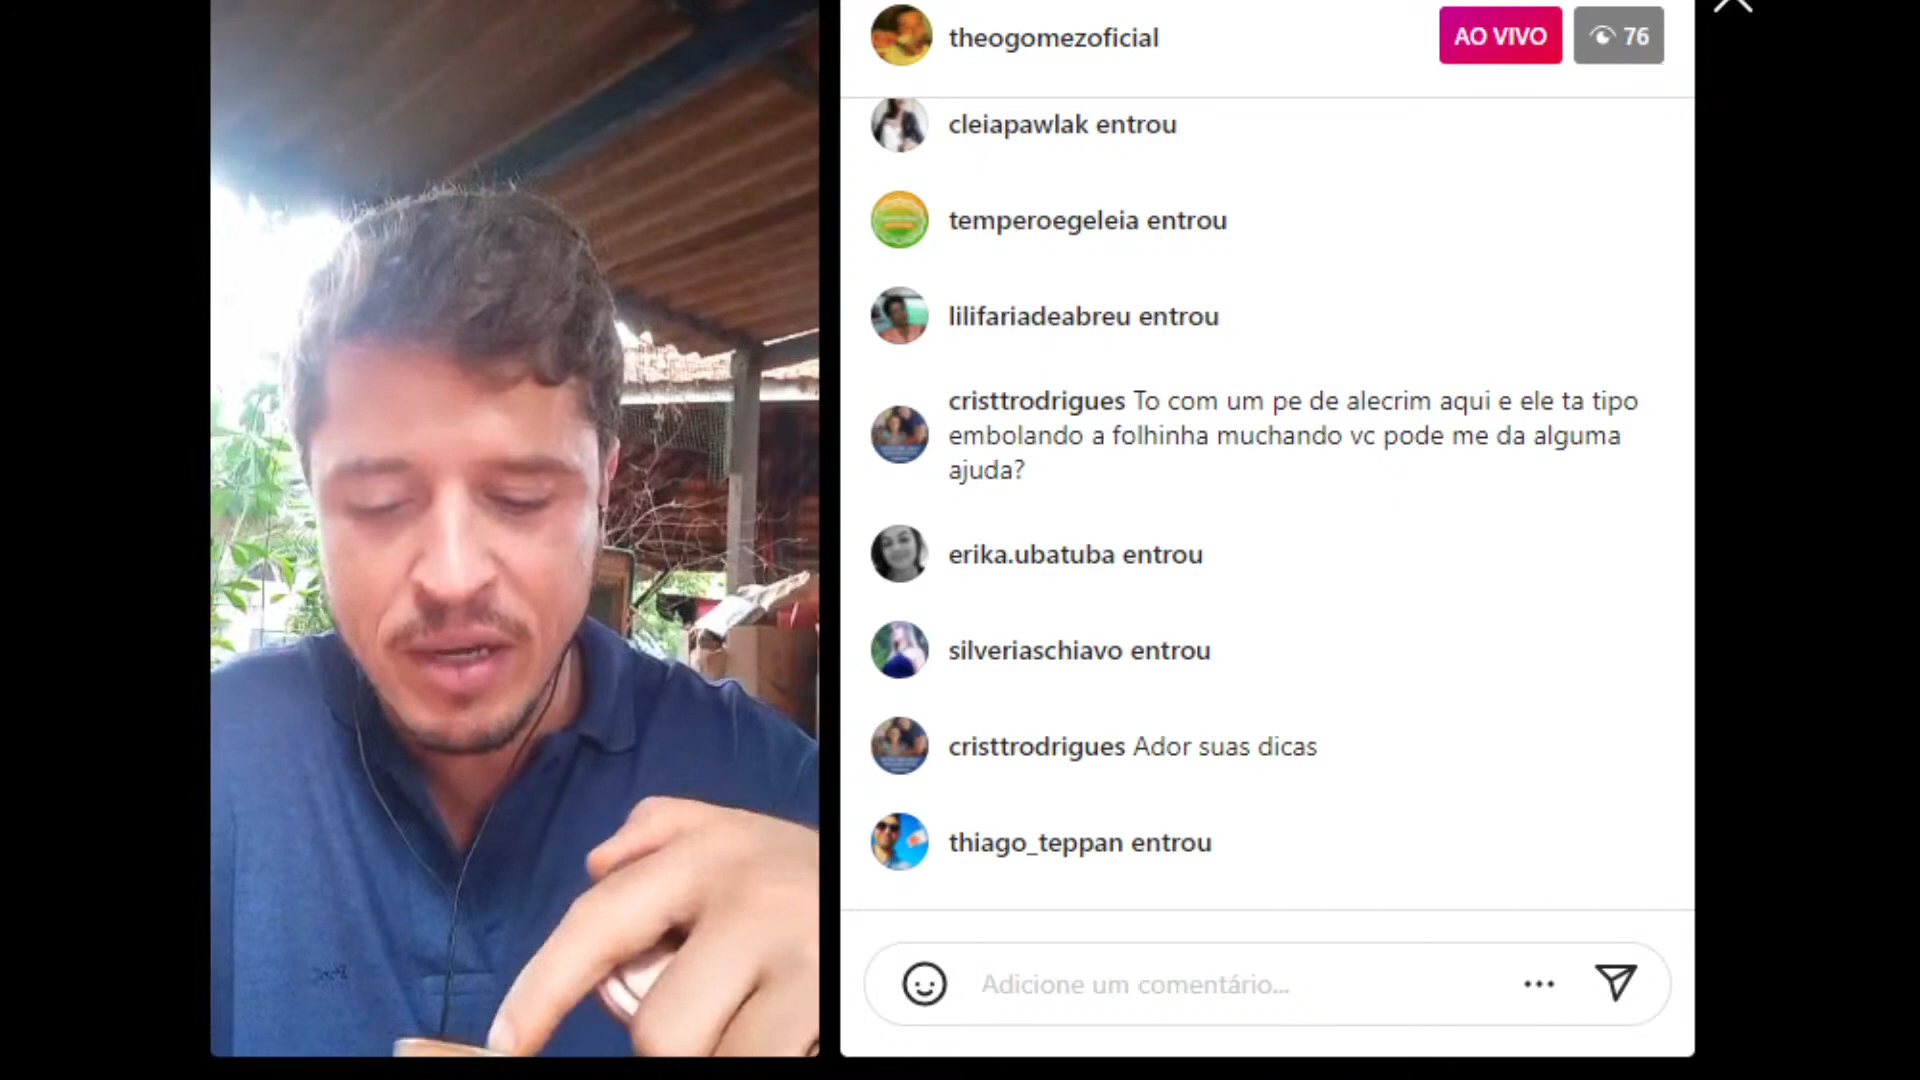 theogomezoficial
AO VIVO
76
cleiapawlak entrou
temperoegeleia entrou
lilifariadeabreu entrou
cristtrodrigues To com um pe de alecrim aqui e ele ta tipo
embolando a folhinha muchando vc pode me da alguma
ajuda?
erika.ubatuba entrou
silveriaschiavo entrou
cristtrodrigues Ador suas dicas
thiago_teppan entrou
Adicione um comentário...